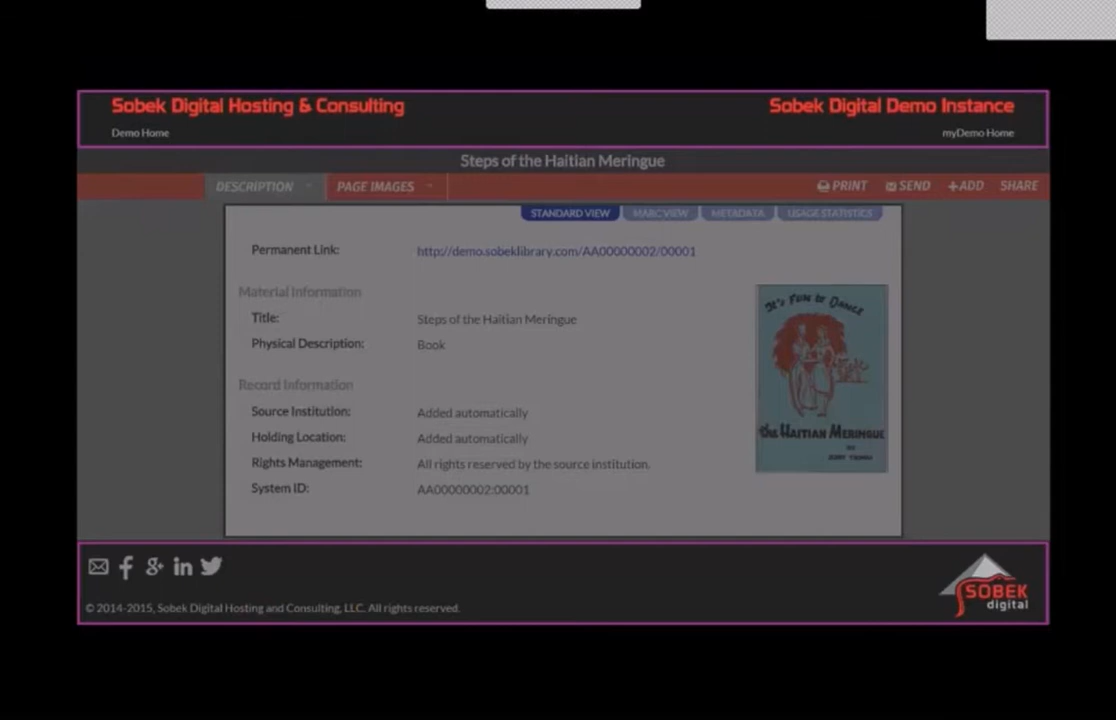 Sobek Digital Hosting & Consulting
Sobek Digital Demo Instance
Demo Home
myDemo Home
Steps of the Haitian Meringue
DESCRIPTION
PAGE IMAGES
PRINT
SEND
+ADD
SHARE
STANDARD VIEW
MARC VIEW
METADATA
USAGE STATISTICS
Permanent Link: http://demo.sobeklibrary.com/AA00000002/00001
Material Information
Title: Steps of the Haitian Meringue
Physical Description: Book
Record Information
Source Institution: Added automatically
Holding Location: Added automatically
Rights Management: All rights reserved by the source institution.
System ID: AA00000002:00001
It's Fun to Dance
the Haitian Meringue
BY
© 2014-2015, Sobek Digital Hosting and Consulting, LLC. All rights reserved.
SOBEK
digital